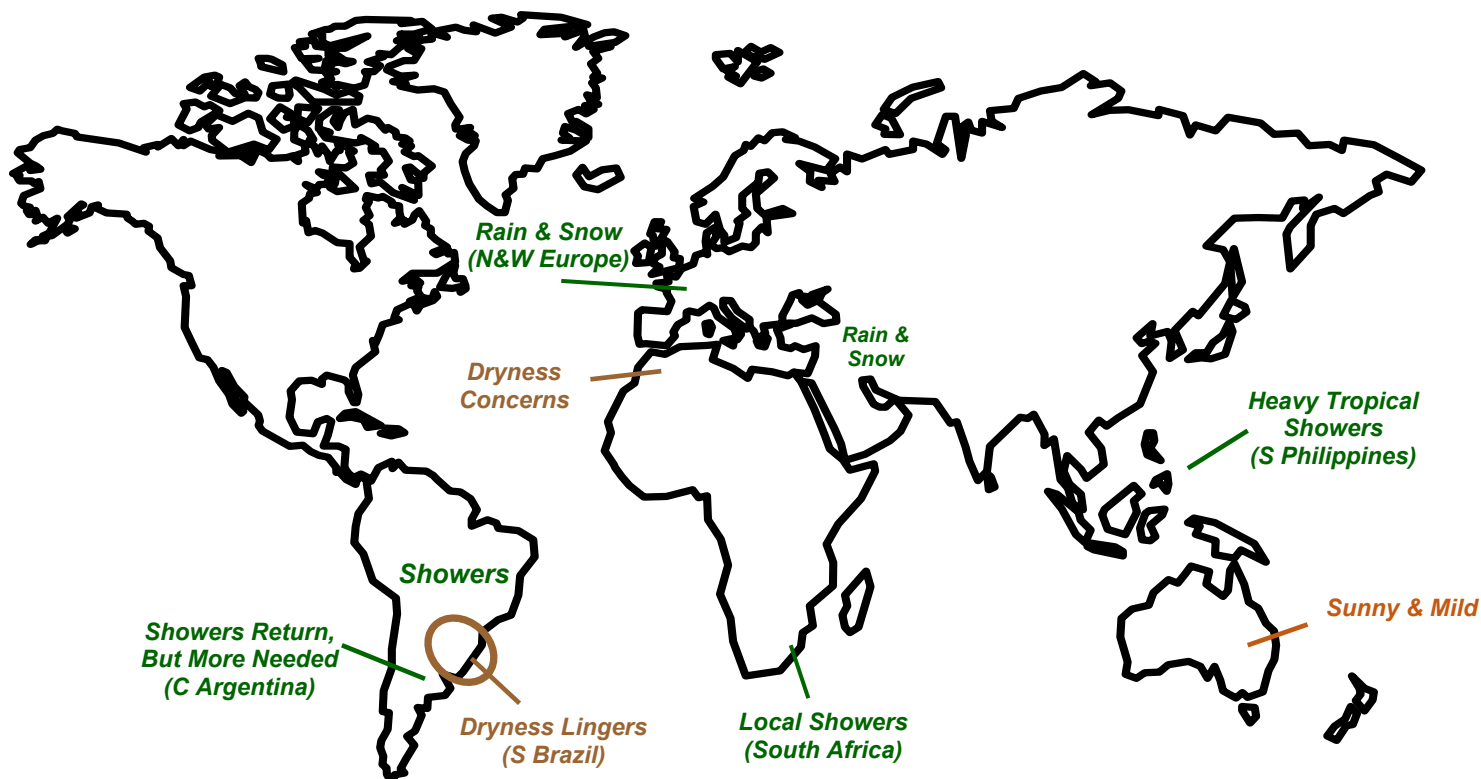 Rain & Snow
(N&W Europe)
Rain &
Snow
Dryness
Concerns
Heavy Tropical
Showers
(S Philippines)
Showers
Sunny & Mild
Showers Return,
But More Needed
(C Argentina)
Dryness Lingers
(S Brazil)
Local Showers
(South Africa)